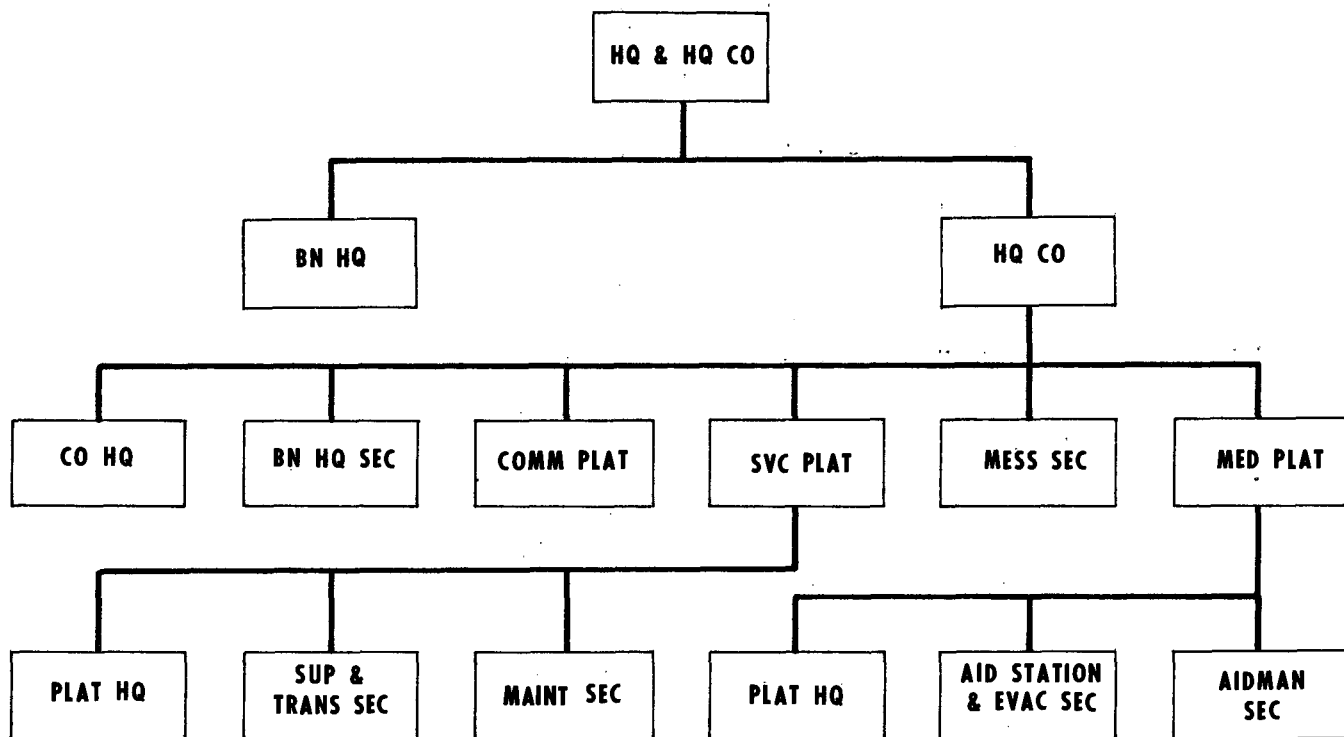 HQ & HQ CO
BN HQ
HQ CO
CO HQ
BN HQ SEC
COMM PLAT
SVC PLAT
MESS SEC
MED PLAT
PLAT HQ
SUP &
TRANS SEC
MAINT SEC
PLAT HQ
AID STATION
& EVAC SEC
AIDMAN
SEC